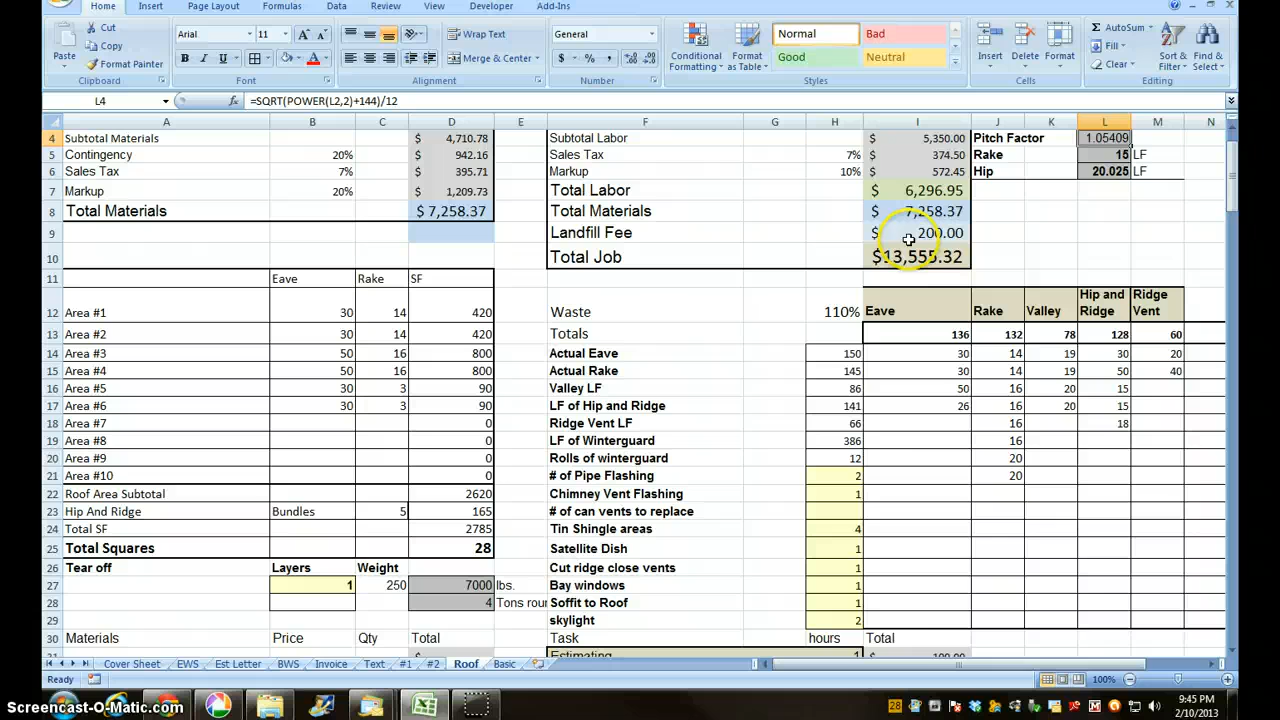 Home Insert Page Layout Formulas Data Review View Developer Add-Ins
Cut Arial 11 Wrap Text General Normal Bad AutoSum
Copy Fill
Paste Format Painter Merge & Center Conditional Formatting Format as Table Good Neutral Insert Delete Format Clear Sort & Filter Find & Select
Clipboard Font Alignment Number Styles Cells Editing
L4 fx =SQRT(POWER(L2,2)+144)/12
A B C D E F G H I J K L M N
4 Subtotal Materials $ 4,710.78 Subtotal Labor $ 5,350.00 Pitch Factor 1.05409
5 Contingency 20% $ 942.16 Sales Tax 7% $ 374.50 Rake 15 LF
6 Sales Tax 7% $ 395.71 Markup 10% $ 572.45 Hip 20.025 LF
7 Markup 20% $ 1,209.73 Total Labor $ 6,296.95
8 Total Materials $ 7,258.37 Total Materials $ 7,258.37
9 Landfill Fee $ 200.00
10 Total Job $13,555.32
11 Eave Rake SF
12 Area #1 30 14 420 Waste 110% Eave Rake Valley Hip and Ridge Ridge Vent
13 Area #2 30 14 420 Totals 136 132 78 128 60
14 Area #3 50 16 800 Actual Eave 150 30 14 19 30 20
15 Area #4 50 16 800 Actual Rake 145 30 14 19 50 40
16 Area #5 30 3 90 Valley LF 86 50 16 20 15
17 Area #6 30 3 90 LF of Hip and Ridge 141 26 16 20 15
18 Area #7 0 Ridge Vent LF 66 16 18
19 Area #8 0 LF of Winterguard 386 16
20 Area #9 0 Rolls of winterguard 12 20
21 Area #10 0 # of Pipe Flashing 2 20
22 Roof Area Subtotal 2620 Chimney Vent Flashing 1
23 Hip And Ridge Bundles 5 165 # of can vents to replace
24 Total SF 2785 Tin Shingle areas 4
25 Total Squares 28 Satellite Dish 1
26 Tear off Layers Weight Cut ridge close vents 1
27 1 250 7000 lbs. Bay windows 1
28 4 Tons roun Soffit to Roof 1
29 skylight 2
30 Materials Price Qty Total Task hours Total
Estimating 1
Cover Sheet EWS Est Letter BWS Invoice Text #1 #2 Roof Basic
Ready 100%
28 9:45 PM
Screencast-O-Matic.com 2/10/2013